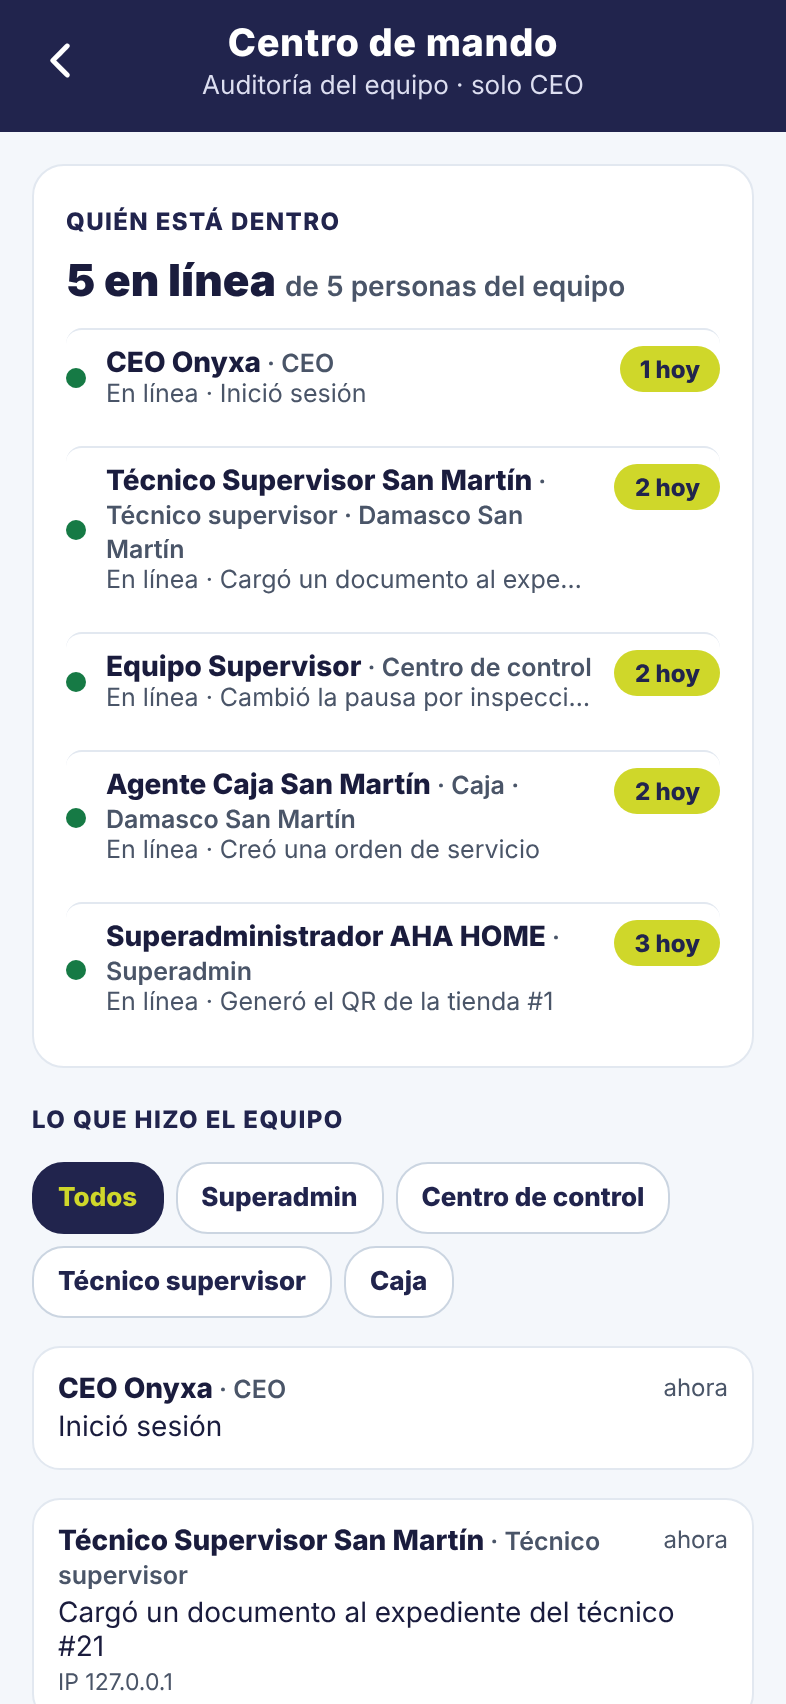 Centro de mando
Auditoría del equipo · solo CEO
QUIÉN ESTÁ DENTRO
5 en línea de 5 personas del equipo
CEO Onyxa · CEO
1 hoy
En línea · Inició sesión
Técnico Supervisor San Martín ·
2 hoy
Técnico supervisor · Damasco San
Martín
En línea · Cargó un documento al expe...
Equipo Supervisor · Centro de control
2 hoy
En línea · Cambió la pausa por inspecci...
Agente Caja San Martín · Caja ·
2 hoy
Damasco San Martín
En línea · Creó una orden de servicio
Superadministrador AHA HOME ·
3 hoy
Superadmin
En línea · Generó el QR de la tienda #1
LO QUE HIZO EL EQUIPO
Todos
Superadmin
Centro de control
Técnico supervisor
Caja
CEO Onyxa · CEO
ahora
Inició sesión
Técnico Supervisor San Martín · Técnico
ahora
supervisor
Cargó un documento al expediente del técnico
#21
IP 127.0.0.1